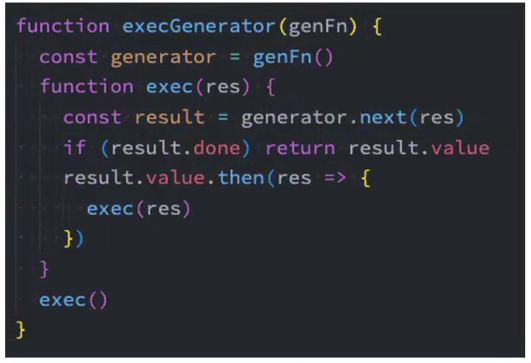 function execGenerator(genFn) {
  const generator = genFn()
  function exec(res) {
    const result = generator.next(res)
    if (result.done) return result.value
    result.value.then(res => {
      exec(res)
    })
  }
  exec()
}